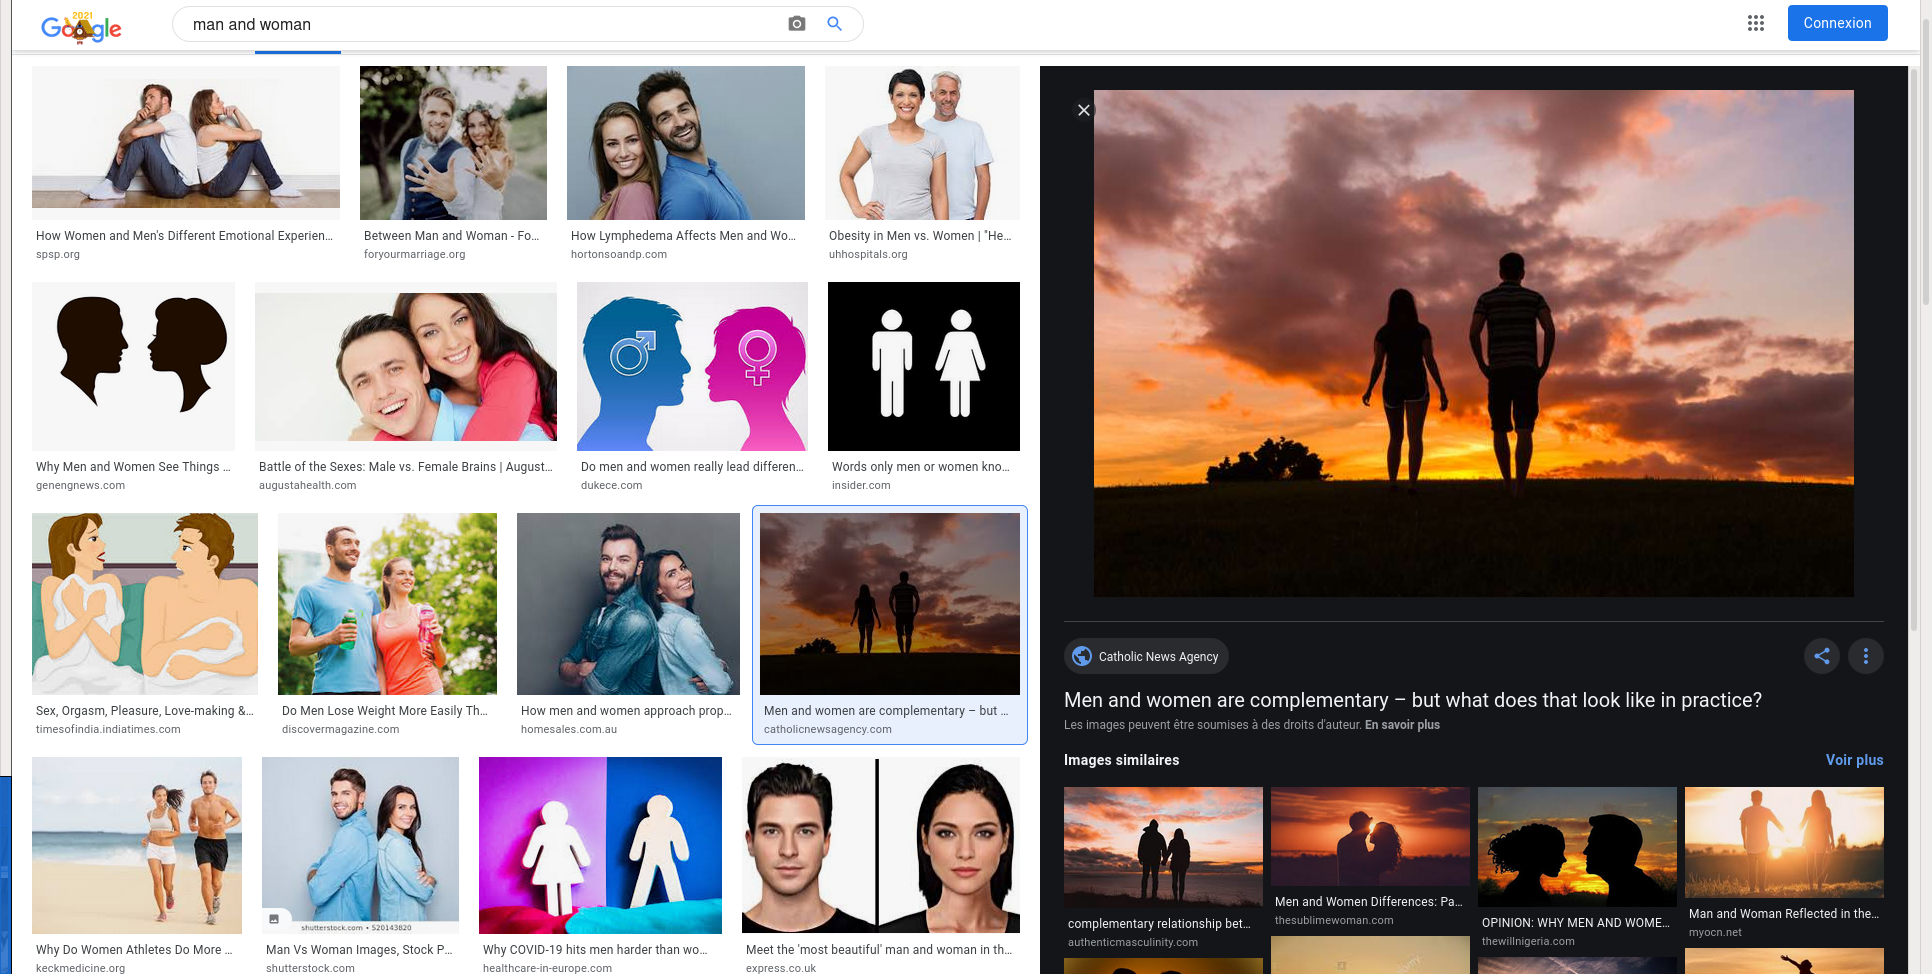 2021
Google
man and woman
Connexion
How Women and Men's Different Emotional Experien...
spsp.org
Between Man and Woman - Fo...
foryourmarriage.org
How Lymphedema Affects Men and Wo...
hortonsoandp.com
Obesity in Men vs. Women | "He...
uhhospitals.org
Why Men and Women See Things ...
genengnews.com
Battle of the Sexes: Male vs. Female Brains | August...
augustahealth.com
Do men and women really lead differen...
dukece.com
Words only men or women kno...
insider.com
Sex, Orgasm, Pleasure, Love-making &...
timesofindia.indiatimes.com
Do Men Lose Weight More Easily Th...
discovermagazine.com
How men and women approach prop...
homesales.com.au
Men and women are complementary – but ...
catholicnewsagency.com
shutterstock.com • 520143820
Why Do Women Athletes Do More ...
keckmedicine.org
Man Vs Woman Images, Stock P...
shutterstock.com
Why COVID-19 hits men harder than wo...
healthcare-in-europe.com
Meet the 'most beautiful' man and woman in th...
express.co.uk
Catholic News Agency
Men and women are complementary – but what does that look like in practice?
Les images peuvent être soumises à des droits d'auteur. En savoir plus
Images similaires
Voir plus
complementary relationship bet...
authenticmasculinity.com
Men and Women Differences: Pa...
thesublimewoman.com
OPINION: WHY MEN AND WOME...
thewillnigeria.com
Man and Woman Reflected in the...
myocn.net